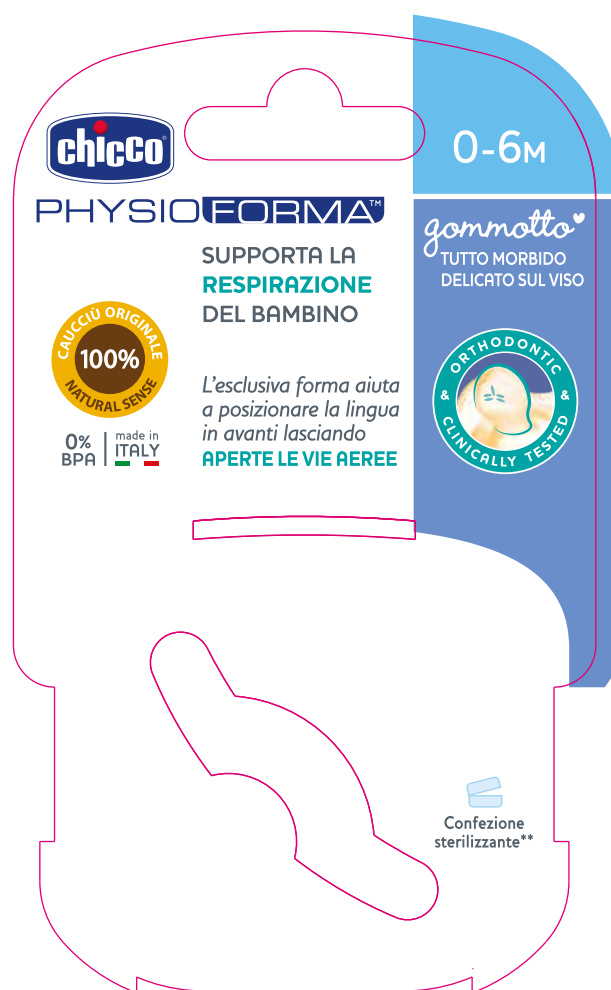 chicco
PHYSIOFORMA™
0-6M
gommotto
TUTTO MORBIDO
DELICATO SUL VISO
SUPPORTA LA
RESPIRAZIONE
DEL BAMBINO
CAUCCIÙ ORIGINALE
100%
NATURAL SENSE
0%
BPA
made in
ITALY
L'esclusiva forma aiuta
a posizionare la lingua
in avanti lasciando
APERTE LE VIE AEREE
ORTHODONTIC
& &
CLINICALLY TESTED
Confezione
sterilizzante**